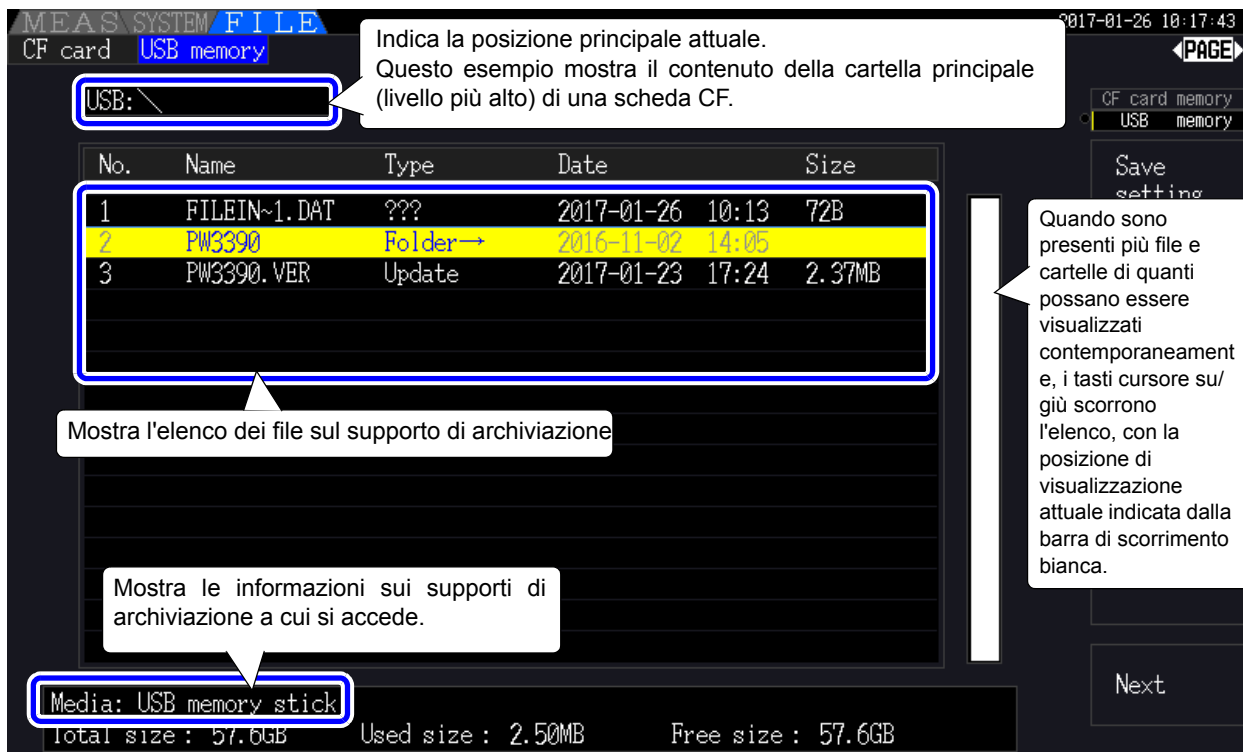 MEAS SYSTEM FILE
2017-01-26 10:17:43
CF card USB memory
◀PAGE▶
Indica la posizione principale attuale.
Questo esempio mostra il contenuto della cartella principale
(livello più alto) di una scheda CF.
USB:\
CF card memory
USB memory
No. Name Type Date Size
1 FILEIN~1.DAT ??? 2017-01-26 10:13 72B
2 PW3390 Folder→ 2016-11-02 14:05
3 PW3390.VER Update 2017-01-23 17:24 2.37MB
Save
setting
Quando sono
presenti più file e
cartelle di quanti
possano essere
visualizzati
contemporaneament
e, i tasti cursore su/
giù scorrono
l'elenco, con la
posizione di
visualizzazione
attuale indicata dalla
barra di scorrimento
bianca.
Mostra l'elenco dei file sul supporto di archiviazione
Mostra le informazioni sui supporti di
archiviazione a cui si accede.
Next
Media: USB memory stick
Total size: 57.6GB Used size: 2.50MB Free size: 57.6GB